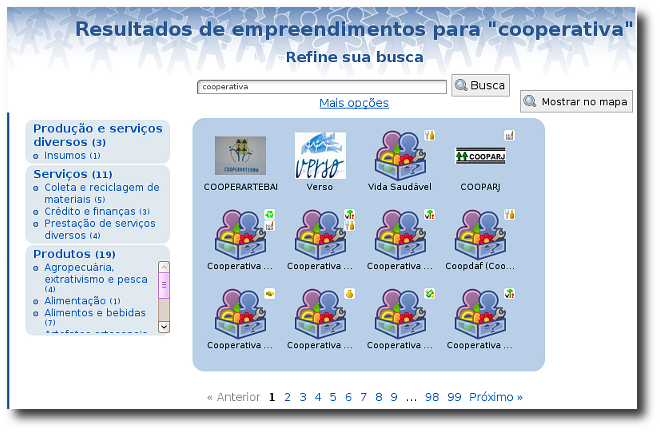 Resultados de empreendimentos para "cooperativa"
Refine sua busca
cooperativa
Busca
Mais opções
Mostrar no mapa
Produção e serviços
diversos (3)
Insumos (1)
Serviços (11)
Coleta e reciclagem de
materiais (5)
Crédito e finanças (3)
Prestação de serviços
diversos (4)
Produtos (19)
Agropecuária,
extrativismo e pesca
(4)
Alimentação (1)
Alimentos e bebidas
(7)
COOPERARTEBAI
verso
COOPARJ
COOPERARTEBAI Verso Vida Saudável COOPARJ
Cooperativa ... Cooperativa ... Cooperativa ... Coopdaf (Coo...
Cooperativa ... Cooperativa ... Cooperativa ... Cooperativa ...
« Anterior 1 2 3 4 5 6 7 8 9 ... 98 99 Próximo »